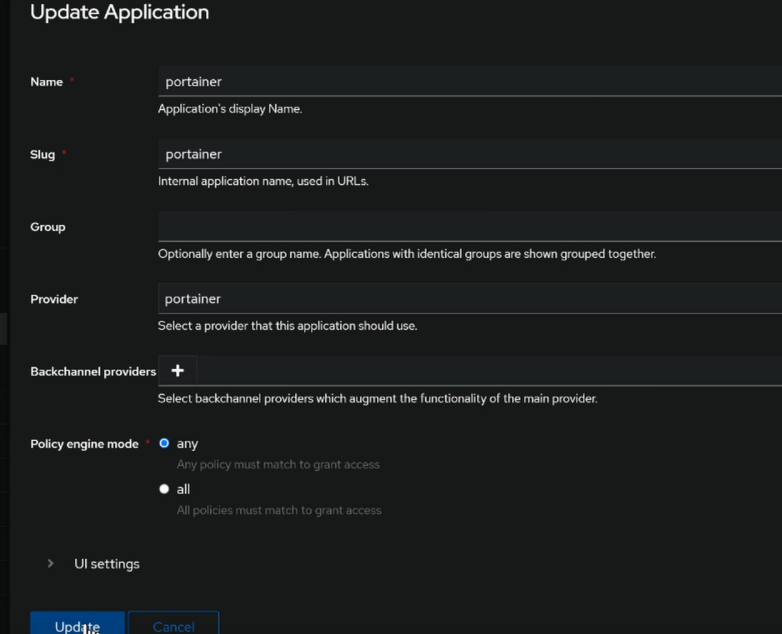 Update Application
Name *
portainer
Application's display Name.
Slug *
portainer
Internal application name, used in URLs.
Group
Optionally enter a group name. Applications with identical groups are shown grouped together.
Provider
portainer
Select a provider that this application should use.
Backchannel providers
Select backchannel providers which augment the functionality of the main provider.
Policy engine mode *
any
Any policy must match to grant access
all
All policies must match to grant access
UI settings
Update
Cancel